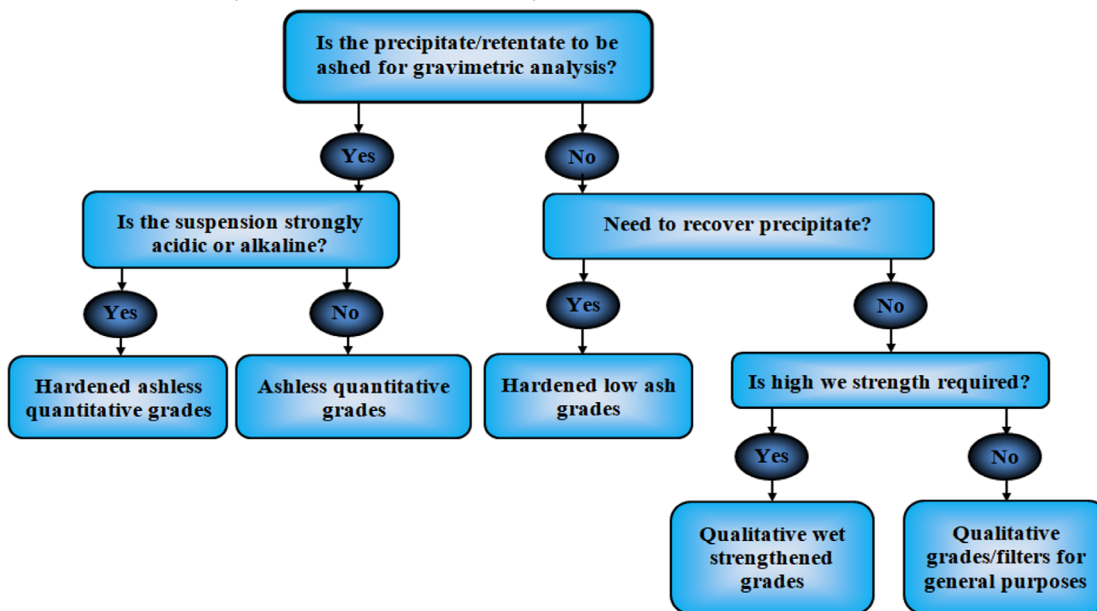 Is the precipitate/retentate to be
ashed for gravimetric analysis?
Yes
No
Is the suspension strongly
acidic or alkaline?
Need to recover precipitate?
Yes
No
Yes
No
Hardened ashless
quantitative grades
Ashless quantitative
grades
Hardened low ash
grades
Is high we strength required?
Yes
No
Qualitative wet
strengthened
grades
Qualitative
grades/filters for
general purposes